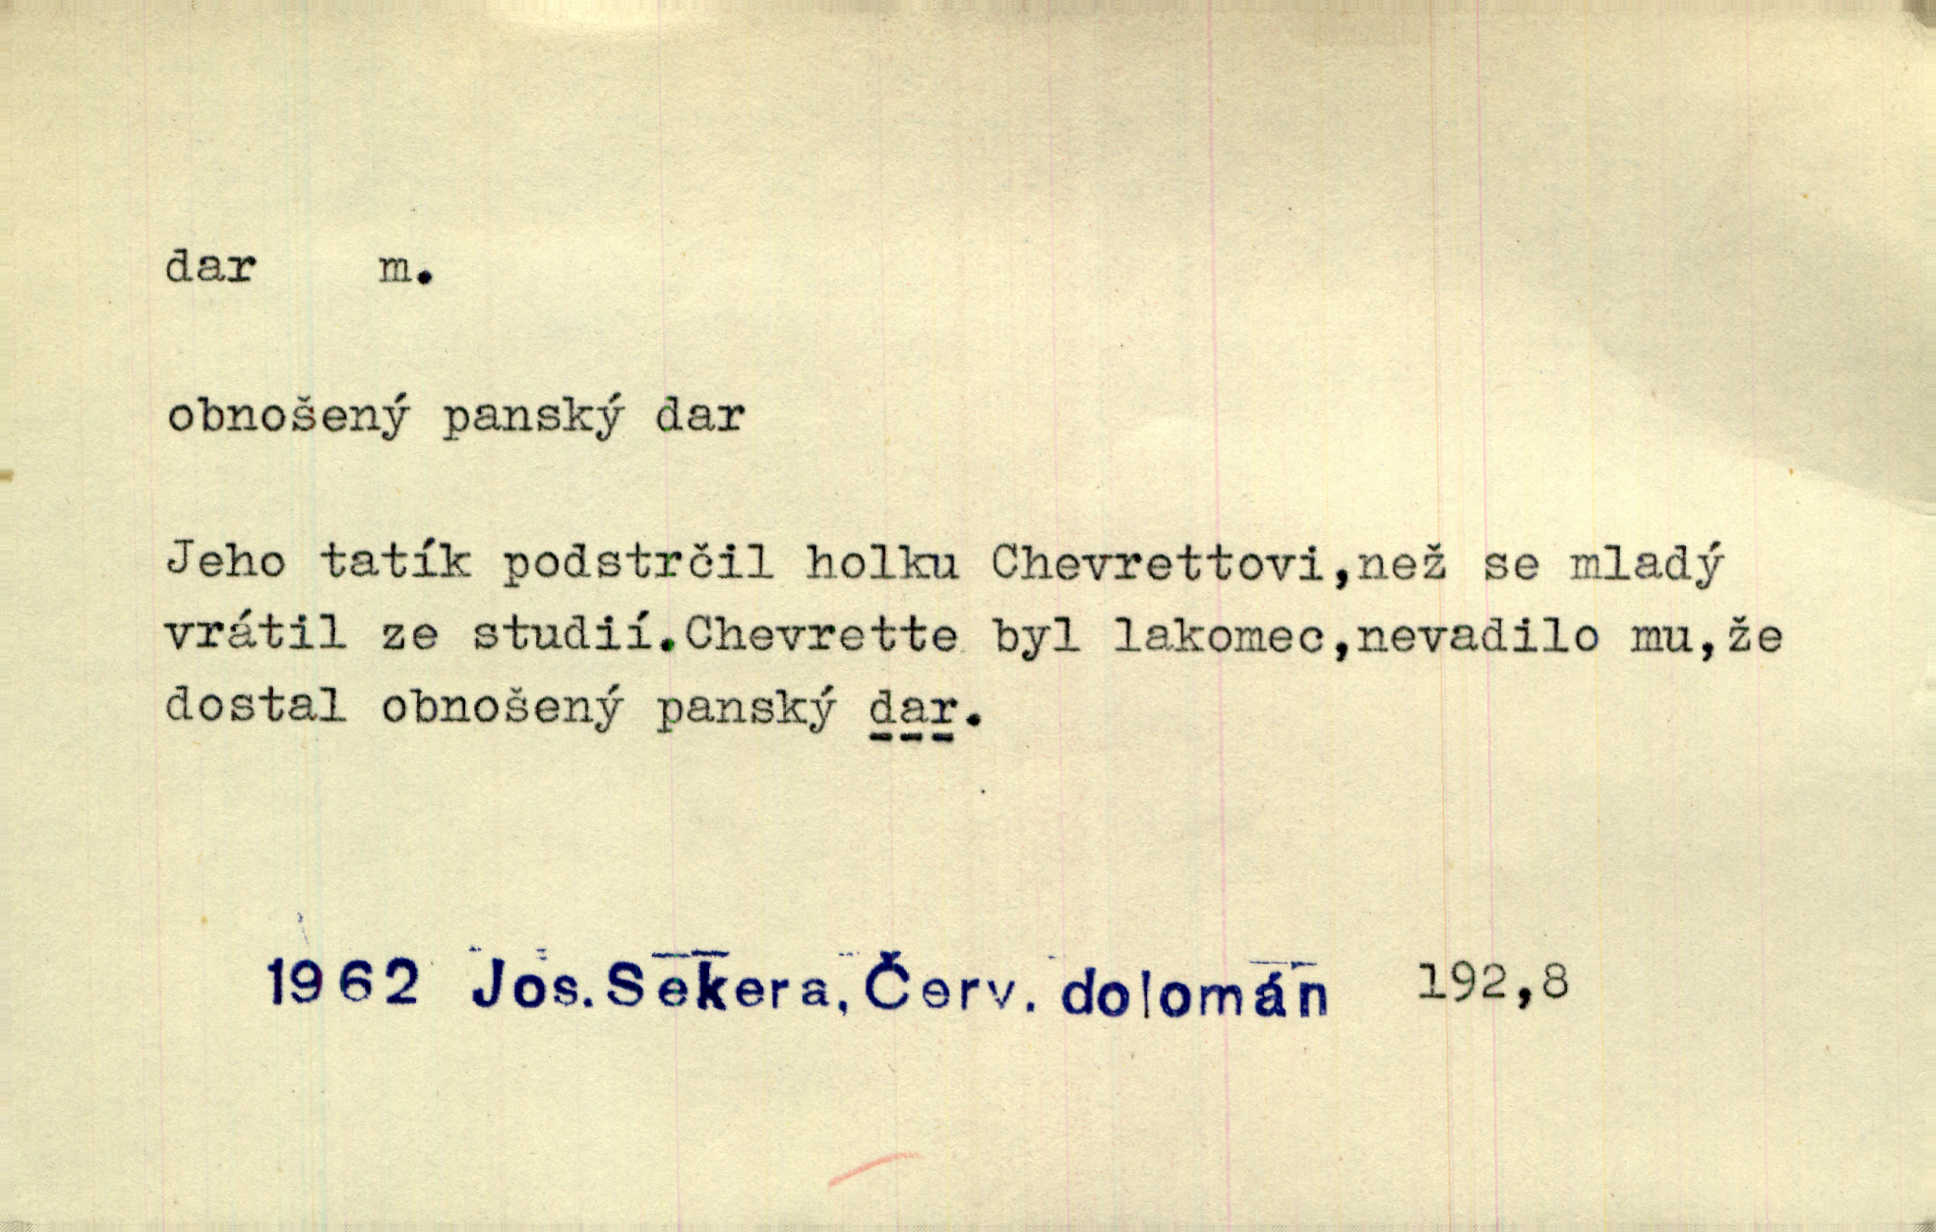 dar m.
obnošený panský dar
Jeho tatík podstrčil holku Chevrettovi,než se mladý
vrátil ze studií.Chevrette byl lakomec,nevadilo mu,že
dostal obnošený panský dar.
1962 Jos. Sekera, Červ. dolomán 192,8